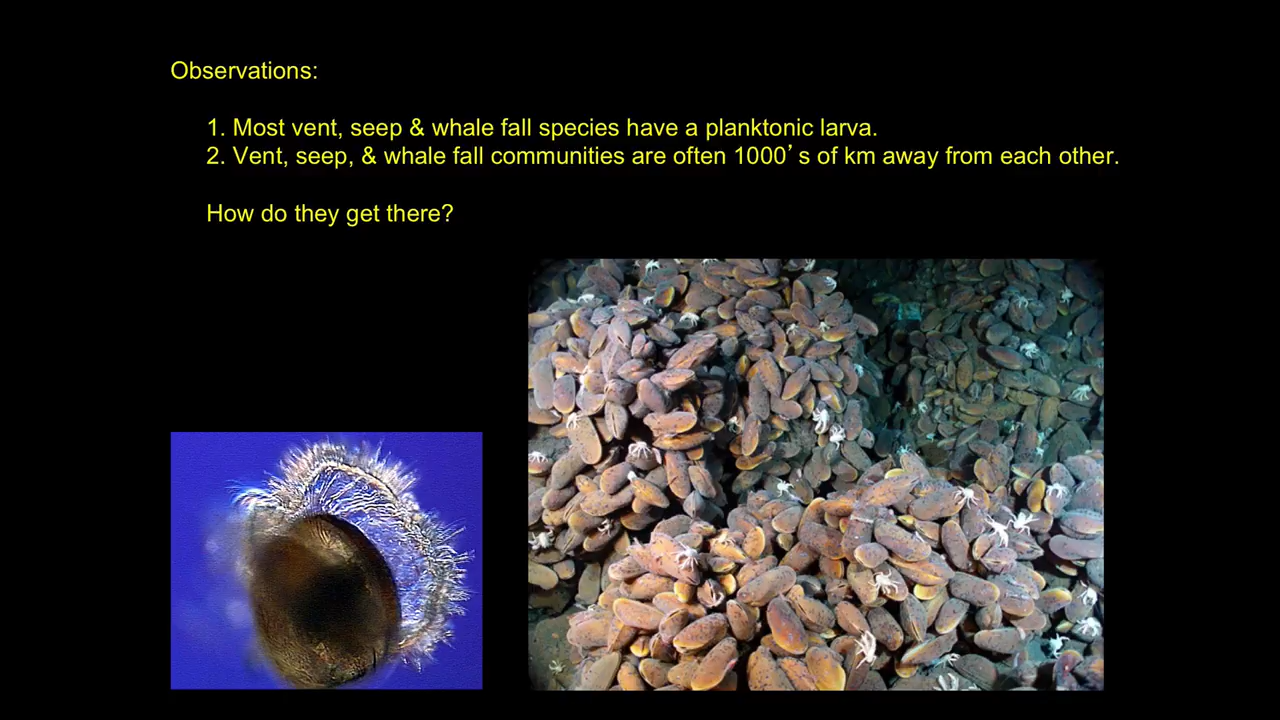 Observations:
1. Most vent, seep & whale fall species have a planktonic larva.
2. Vent, seep, & whale fall communities are often 1000’s of km away from each other.
How do they get there?